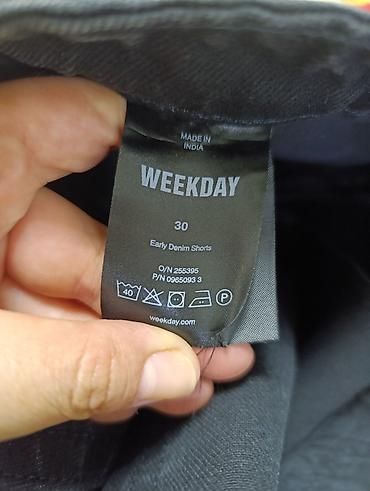 MADE IN
INDIA
WEEKDAY
30
Early Denim Shorts
O/N 255395
P/N 0965093 3
40 P
weekday.com